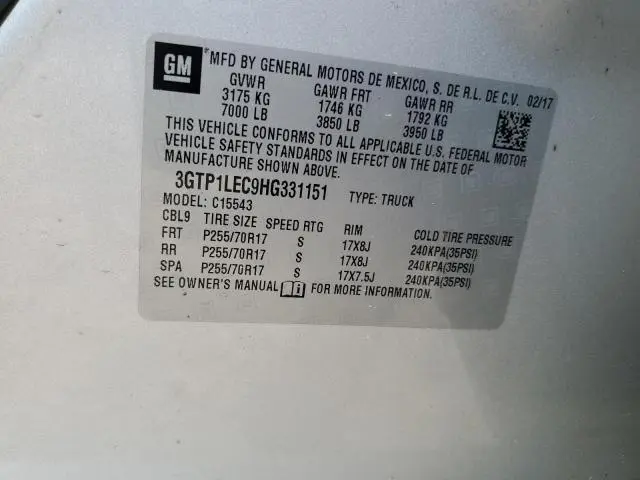 GM
*MFD BY GENERAL MOTORS DE MEXICO, S. DE R.L. DE C.V. 02/17
GVWR GAWR FRT GAWR RR
3175 KG 1746 KG 1792 KG
7000 LB 3850 LB 3950 LB
THIS VEHICLE CONFORMS TO ALL APPLICABLE U.S. FEDERAL MOTOR
VEHICLE SAFETY STANDARDS IN EFFECT ON THE DATE OF
MANUFACTURE SHOWN ABOVE.
3GTP1LEC9HG331151 TYPE: TRUCK
MODEL: C15543
CBL9 TIRE SIZE SPEED RTG RIM COLD TIRE PRESSURE
FRT P255/70R17 S 17X8J 240KPA(35PSI)
RR P255/70R17 S 17X8J 240KPA(35PSI)
SPA P255/70R17 S 17X7.5J 240KPA(35PSI)
SEE OWNER'S MANUAL FOR MORE INFORMATION.